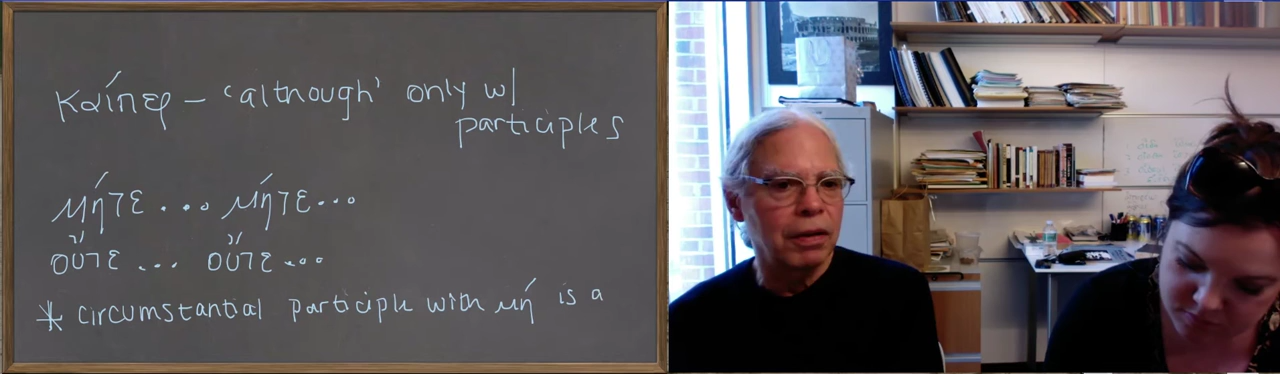 καίπερ – 'although' only w/
participles
μήτε ... μήτε ...
οὔτε ... οὔτε ...
* circumstantial participle with μή is a